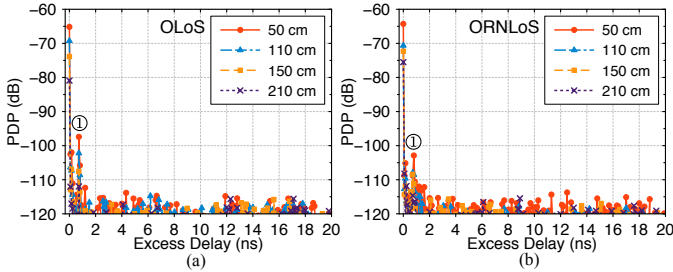 OLoS
50 cm
110 cm
150 cm
210 cm
①
PDP (dB)
−60
−70
−80
−90
−100
−110
−120
0 2 4 6 8 10 12 14 16 18 20
Excess Delay (ns)
(a)
ORNLoS
50 cm
110 cm
150 cm
210 cm
①
PDP (dB)
−60
−70
−80
−90
−100
−110
−120
0 2 4 6 8 10 12 14 16 18 20
Excess Delay (ns)
(b)